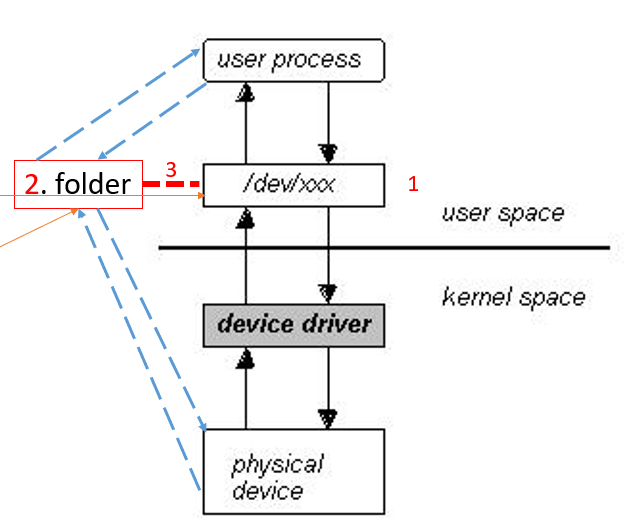 user process
3
2. folder
/dev/xxx
1
user space
kernel space
device driver
physical
device